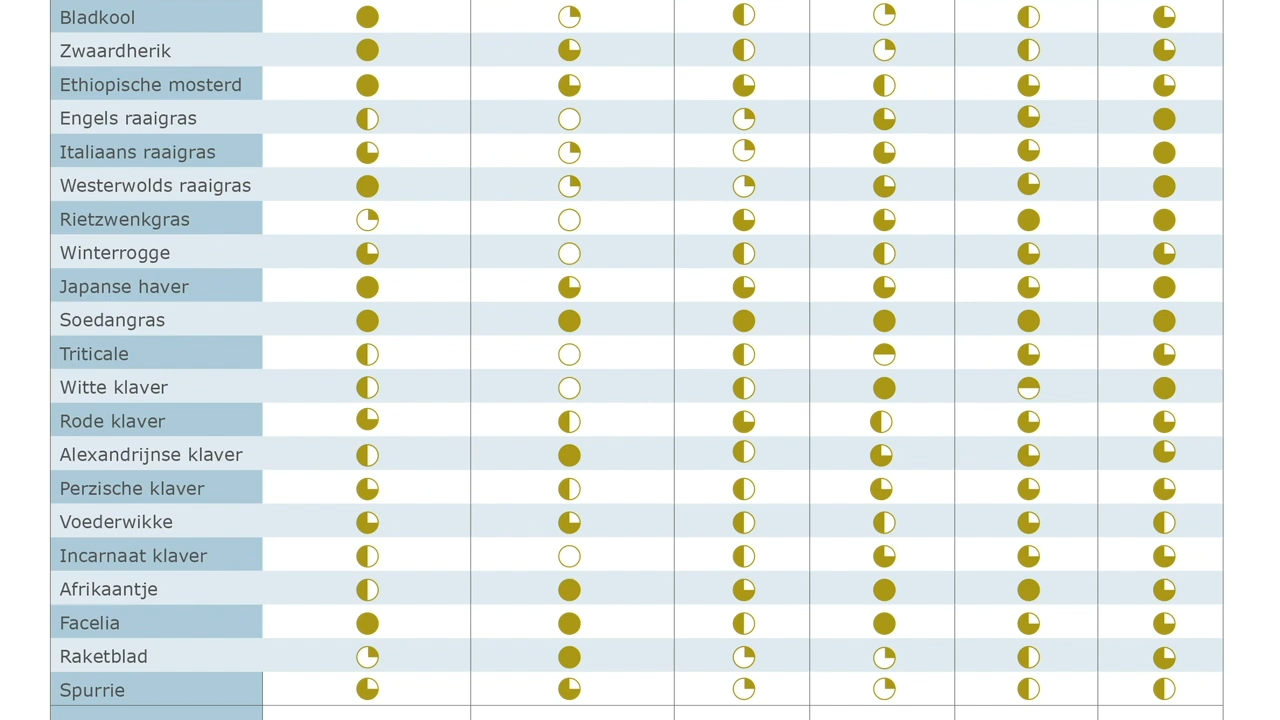 Bladkool
Zwaardherik
Ethiopische mosterd
Engels raaigras
Italiaans raaigras
Westerwolds raaigras
Rietzwenkgras
Winterrogge
Japanse haver
Soedangras
Triticale
Witte klaver
Rode klaver
Alexandrijnse klaver
Perzische klaver
Voederwikke
Incarnaat klaver
Afrikaantje
Facelia
Raketblad
Spurrie